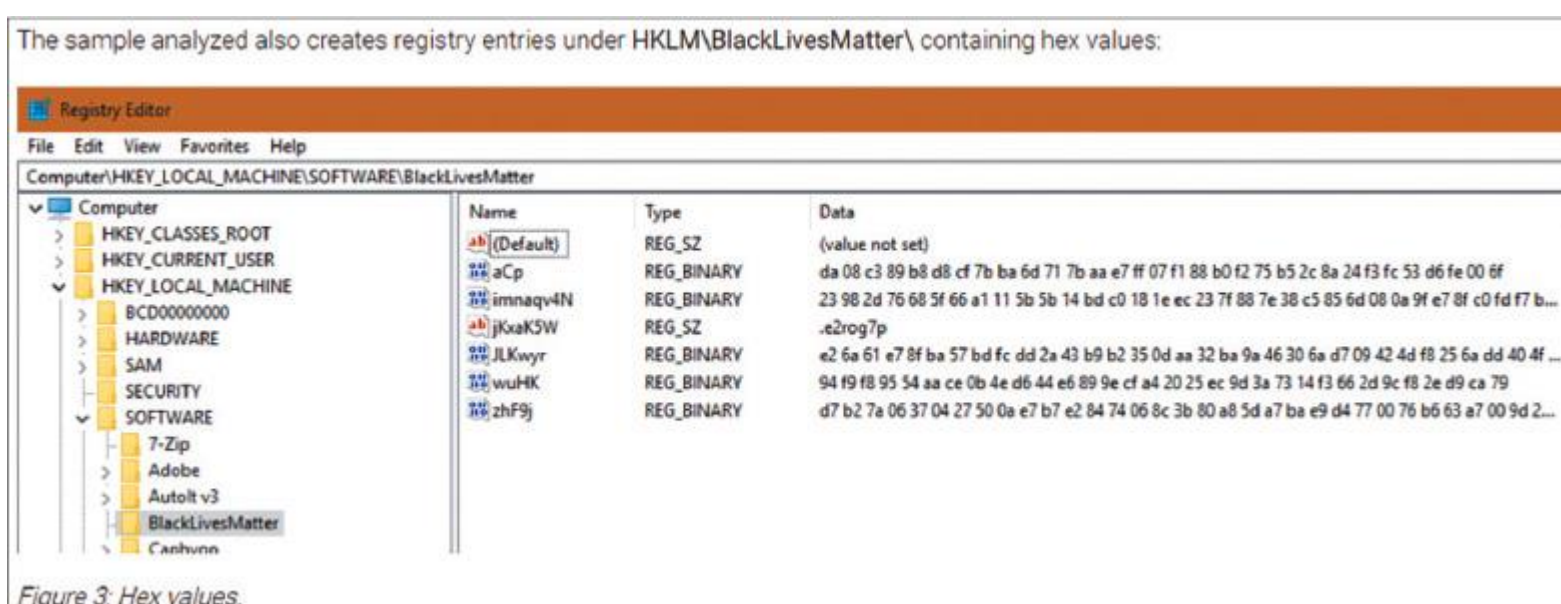 The sample analyzed also creates registry entries under HKLM\BlackLivesMatter\ containing hex values:
Registry Editor
File Edit View Favorites Help
Computer\HKEY_LOCAL_MACHINE\SOFTWARE\BlackLivesMatter
Computer
HKEY_CLASSES_ROOT
HKEY_CURRENT_USER
HKEY_LOCAL_MACHINE
BCD00000000
HARDWARE
SAM
SECURITY
SOFTWARE
7-Zip
Adobe
AutoIt v3
BlackLivesMatter
Caphyon
Name Type Data
(Default) REG_SZ (value not set)
aCp REG_BINARY da 08 c3 89 b8 d8 cf 7b ba 6d 71 7b aa e7 ff 07 f1 88 b0 f2 75 b5 2c 8a 24 f3 fc 53 d6 fe 00 6f
imnaqv4N REG_BINARY 23 98 2d 76 68 5f 66 a1 11 5b 5b 14 bd c0 18 1e ec 23 7f 88 7e 38 c5 85 6d 08 0a 9f e7 8f c0 fd f7 b...
jKxaK5W REG_SZ .e2rog7p
JLKwyr REG_BINARY e2 6a 61 e7 8f ba 57 bd fc dd 2a 43 b9 b2 35 0d aa 32 ba 9a 46 30 6a d7 09 42 4d f8 25 6a dd 40 4f ...
wuHK REG_BINARY 94 f9 f8 95 54 aa ce 0b 4e d6 44 e6 89 9e cf a4 20 25 ec 9d 3a 73 14 f3 66 2d 9c f8 2e d9 ca 79
zhF9j REG_BINARY d7 b2 7a 06 37 04 27 50 0a e7 b7 e2 84 74 06 8c 3b 80 a8 5d a7 ba e9 d4 77 00 76 b6 63 a7 00 9d 2...
Figure 3: Hex values.